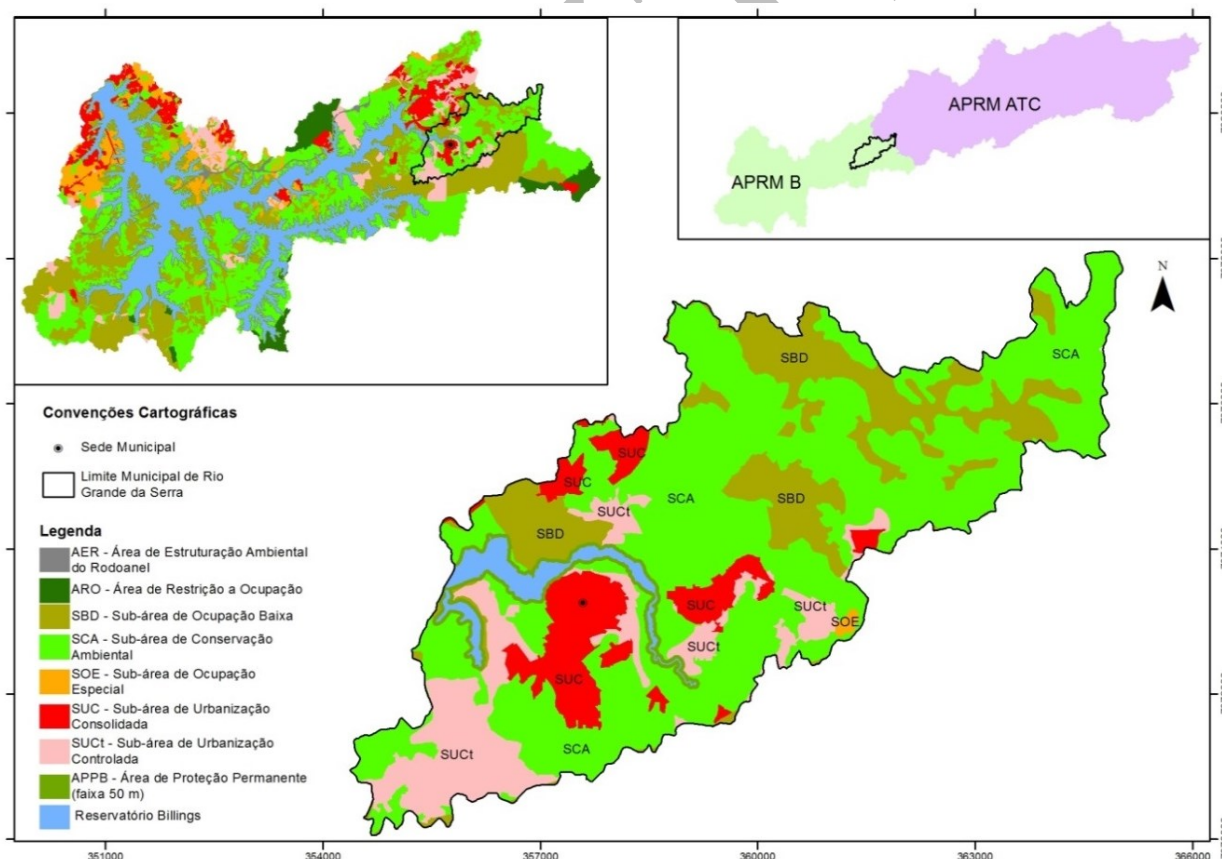 APRM ATC
APRM B
N
SBD
SCA
SUC
SUC
SCA
SBD
SUCt
SBD
SUC
SUCt
SOE
SUCt
SUC
SCA
SUCt
Convenções Cartográficas
Sede Municipal
Limite Municipal de Rio
Grande da Serra
Legenda
AER - Área de Estruturação Ambiental
do Rodoanel
ARO - Área de Restrição a Ocupação
SBD - Sub-área de Ocupação Baixa
SCA - Sub-área de Conservação
Ambiental
SOE - Sub-área de Ocupação
Especial
SUC - Sub-área de Urbanização
Consolidada
SUCt - Sub-área de Urbanização
Controlada
APPB - Área de Proteção Permanente
(faixa 50 m)
Reservatório Billings
351000 354000 357000 360000 363000 366000